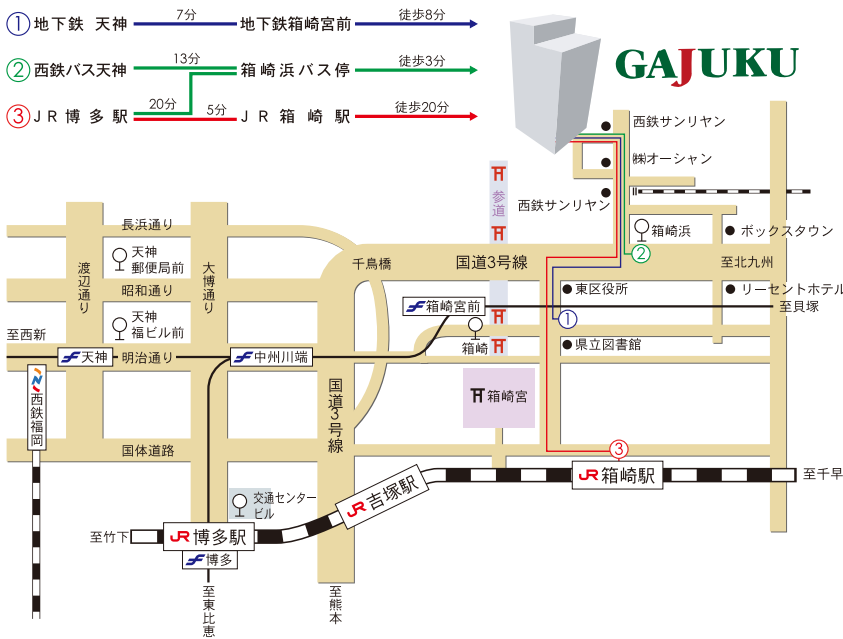 ① 地下鉄 天神 7分 地下鉄箱崎宮前 徒歩8分
② 西鉄バス天神 13分 箱崎浜バス停 徒歩3分
20分
③ JR博多駅 5分 JR箱崎駅 徒歩20分
GAJUKU
西鉄サンリヤン
㈱オーシャン
西鉄サンリヤン
参道
箱崎浜
ボックスタウン
②
長浜通り
天神
郵便局前
渡辺通り
大博通り
千鳥橋
国道3号線
至北九州
昭和通り
東区役所
リーセントホテル
箱崎宮前
至貝塚
天神
福ビル前
①
至西新
天神
明治通り
中州川端
箱崎
県立図書館
西鉄福岡
国道3号線
箱崎宮
国体道路
③
JR 箱崎駅
至千早
JR 吉塚駅
交通センター
ビル
至竹下
JR 博多駅
博多
至東比恵
至熊本